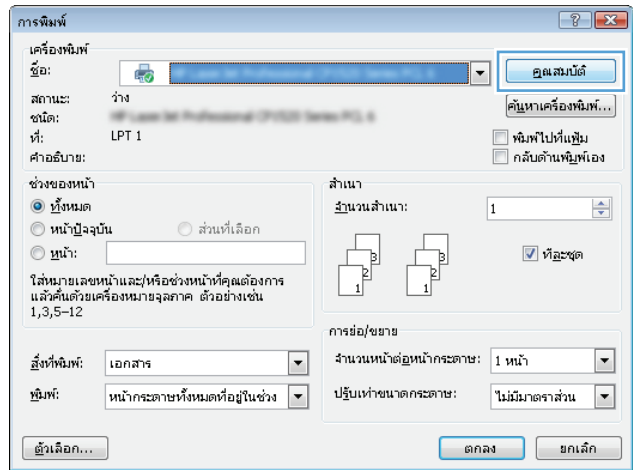 การพิมพ์
เครื่องพิมพ์
ชื่อ:
คุณสมบัติ
สถานะ: ว่าง
ค้นหาเครื่องพิมพ์...
ชนิด:
ที่: LPT 1
พิมพ์ไปที่แฟ้ม
คำอธิบาย:
กลับด้านพิมพ์เอง
ช่วงของหน้า
ทั้งหมด
หน้าปัจจุบัน ส่วนที่เลือก
หน้า:
ใส่หมายเลขหน้าและ/หรือช่วงหน้าที่คุณต้องการ
แล้วคั่นด้วยเครื่องหมายจุลภาค ตัวอย่างเช่น
1,3,5–12
สำเนา
จำนวนสำเนา: 1
3 3
2 2
1 1
ทีละชุด
สิ่งที่พิมพ์: เอกสาร
พิมพ์: หน้ากระดาษทั้งหมดที่อยู่ในช่วง
การย่อ/ขยาย
จำนวนหน้าต่อหน้ากระดาษ: 1 หน้า
ปรับเท่าขนาดกระดาษ: ไม่มีมาตราส่วน
ตัวเลือก...
ตกลง
ยกเลิก